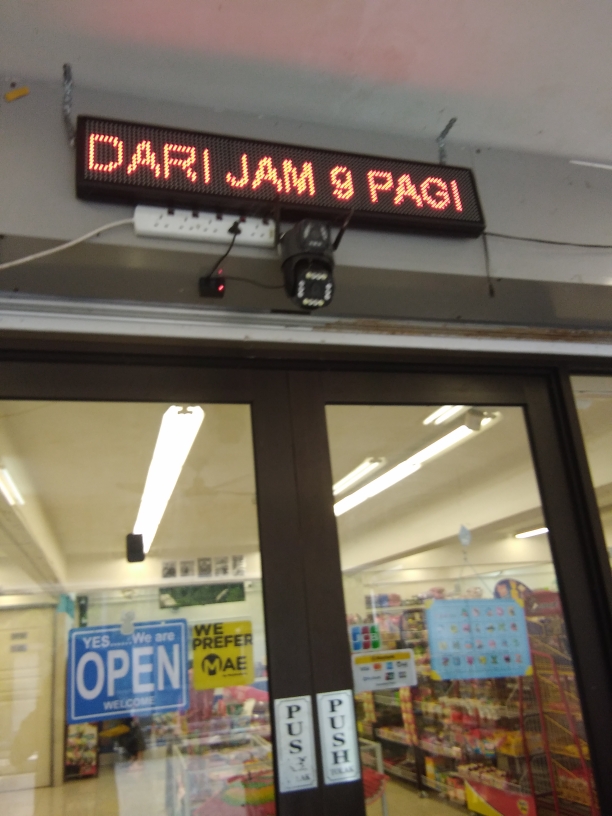 DARI JAM 9 PAGI
YES.....We are
OPEN
WELCOME
WE
PREFER
MAE
PUSH
PUSH
TOLAK